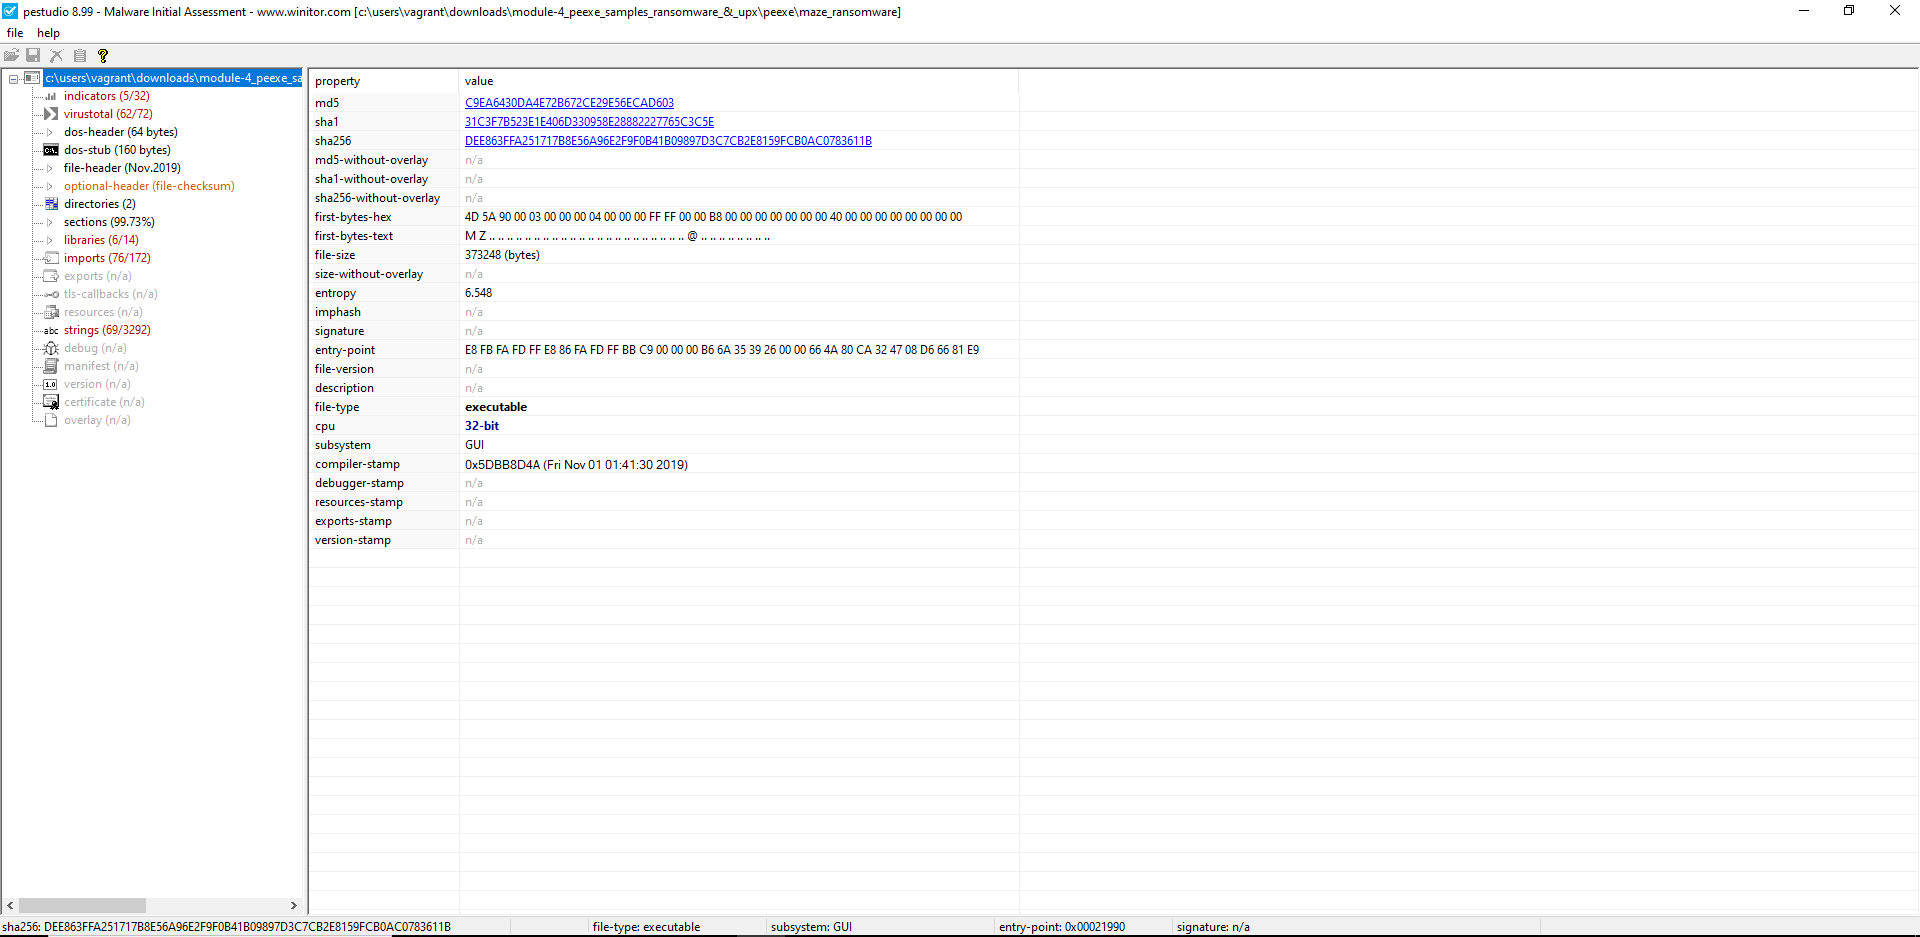 pestudio 8.99 - Malware Initial Assessment - www.winitor.com [c:\users\vagrant\downloads\module-4_peexe_samples_ransomware_&_upx\peexe\maze_ransomware]
file help
c:\users\vagrant\downloads\module-4_peexe_sa
indicators (5/32)
virustotal (62/72)
dos-header (64 bytes)
dos-stub (160 bytes)
file-header (Nov.2019)
optional-header (file-checksum)
directories (2)
sections (99.73%)
libraries (6/14)
imports (76/172)
exports (n/a)
tls-callbacks (n/a)
resources (n/a)
abc strings (69/3292)
debug (n/a)
manifest (n/a)
1.0 version (n/a)
certificate (n/a)
overlay (n/a)
property value
md5 C9EA6430DA4E72B672CE29E56ECAD603
sha1 31C3F7B523E1E406D330958E28882227765C3C5E
sha256 DEE863FFA251717B8E56A96E2F9F0B41B09897D3C7CB2E8159FCB0AC0783611B
md5-without-overlay n/a
sha1-without-overlay n/a
sha256-without-overlay n/a
first-bytes-hex 4D 5A 90 00 03 00 00 00 04 00 00 00 FF FF 00 00 B8 00 00 00 00 00 00 00 40 00 00 00 00 00 00 00
first-bytes-text M Z .. .. .. .. .. .. .. .. .. .. .. .. .. .. .. .. .. .. .. .. .. .. @ .. .. .. .. .. .. ..
file-size 373248 (bytes)
size-without-overlay n/a
entropy 6.548
imphash n/a
signature n/a
entry-point E8 FB FA FD FF E8 86 FA FD FF BB C9 00 00 00 B6 6A 35 39 26 00 00 66 4A 80 CA 32 47 08 D6 66 81 E9
file-version n/a
description n/a
file-type executable
cpu 32-bit
subsystem GUI
compiler-stamp 0x5DBB8D4A (Fri Nov 01 01:41:30 2019)
debugger-stamp n/a
resources-stamp n/a
exports-stamp n/a
version-stamp n/a
sha256: DEE863FFA251717B8E56A96E2F9F0B41B09897D3C7CB2E8159FCB0AC0783611B file-type: executable subsystem: GUI entry-point: 0x00021990 signature: n/a